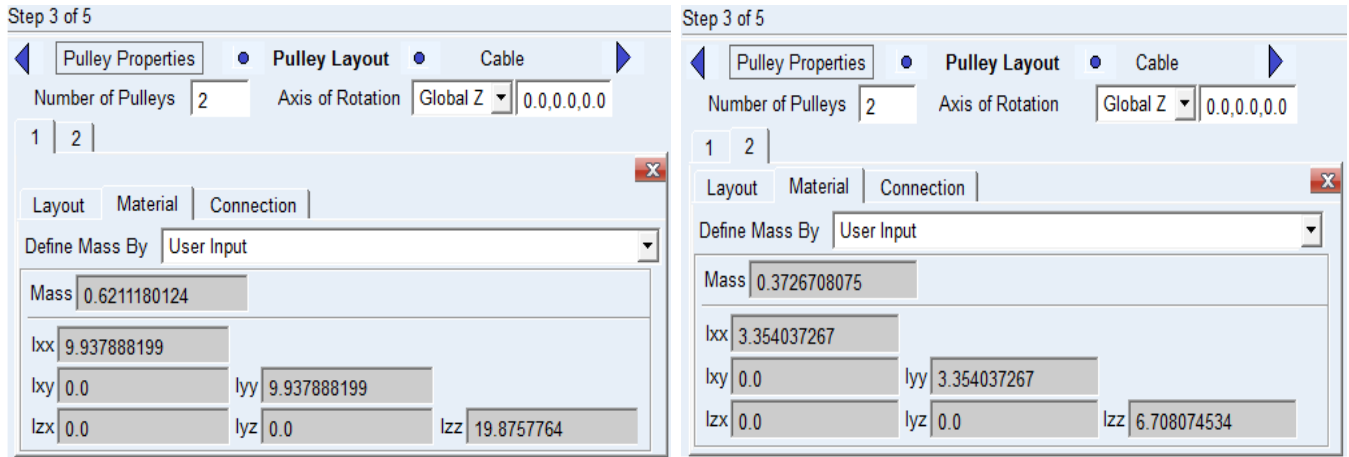 Step 3 of 5
Pulley Properties Pulley Layout Cable
Number of Pulleys 2 Axis of Rotation Global Z 0.0,0.0,0.0
1 2
Layout Material Connection
Define Mass By User Input
Mass 0.6211180124
Ixx 9.937888199
Ixy 0.0 Iyy 9.937888199
Izx 0.0 Iyz 0.0 Izz 19.8757764
Step 3 of 5
Pulley Properties Pulley Layout Cable
Number of Pulleys 2 Axis of Rotation Global Z 0.0,0.0,0.0
1 2
Layout Material Connection
Define Mass By User Input
Mass 0.3726708075
Ixx 3.354037267
Ixy 0.0 Iyy 3.354037267
Izx 0.0 Iyz 0.0 Izz 6.708074534